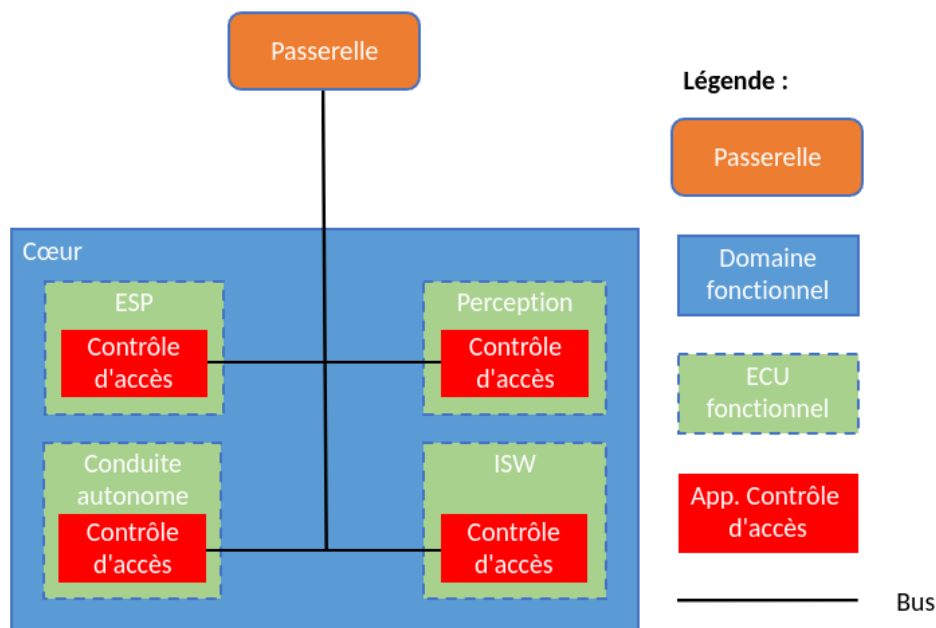 Passerelle
Cœur
ESP
Contrôle
d'accès
Perception
Contrôle
d'accès
Conduite
autonome
Contrôle
d'accès
ISW
Contrôle
d'accès
Légende :
Passerelle
Domaine
fonctionnel
ECU
fonctionnel
App. Contrôle
d'accès
Bus